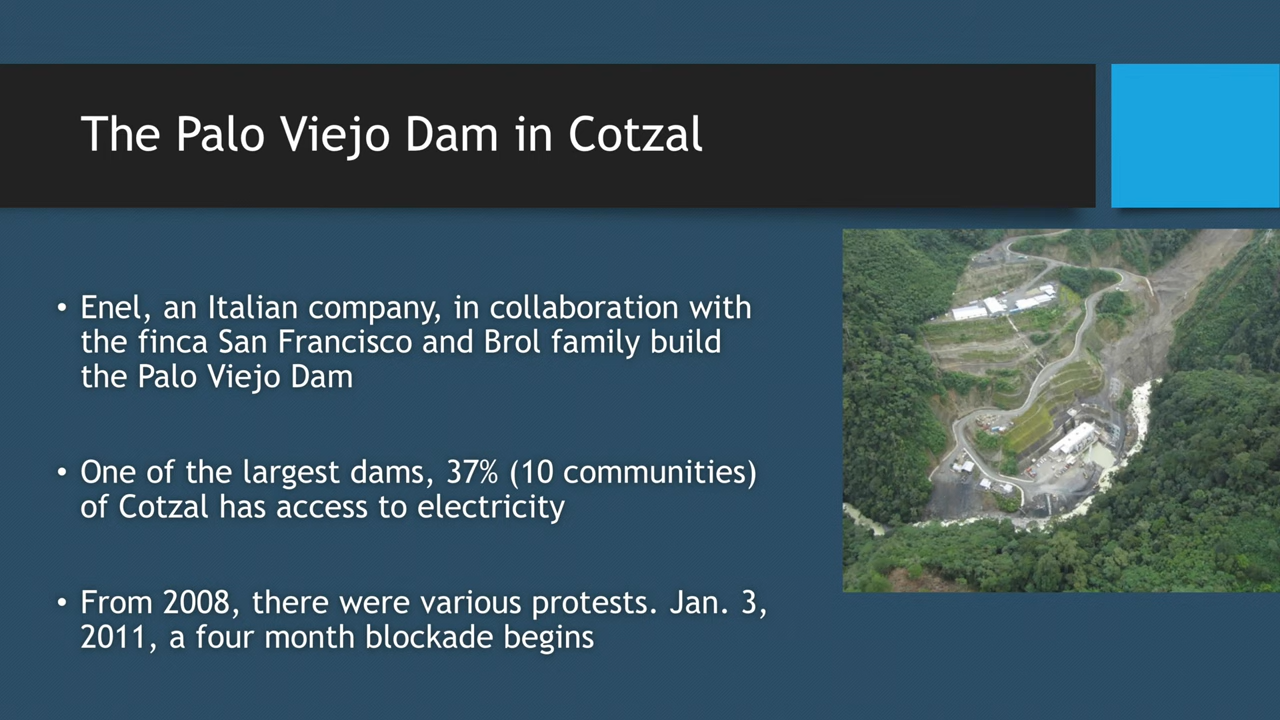 The Palo Viejo Dam in Cotzal
• Enel, an Italian company, in collaboration with
the finca San Francisco and Brol family build
the Palo Viejo Dam
• One of the largest dams, 37% (10 communities)
of Cotzal has access to electricity
• From 2008, there were various protests. Jan. 3,
2011, a four month blockade begins